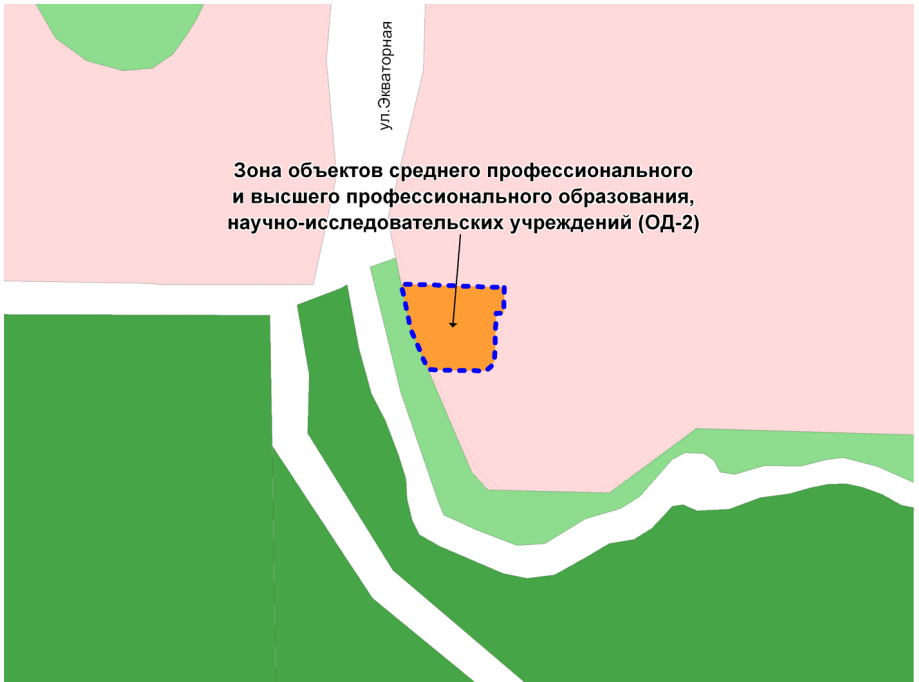 ул.Экваторная
Зона объектов среднего профессионального
и высшего профессионального образования,
научно-исследовательских учреждений (ОД-2)